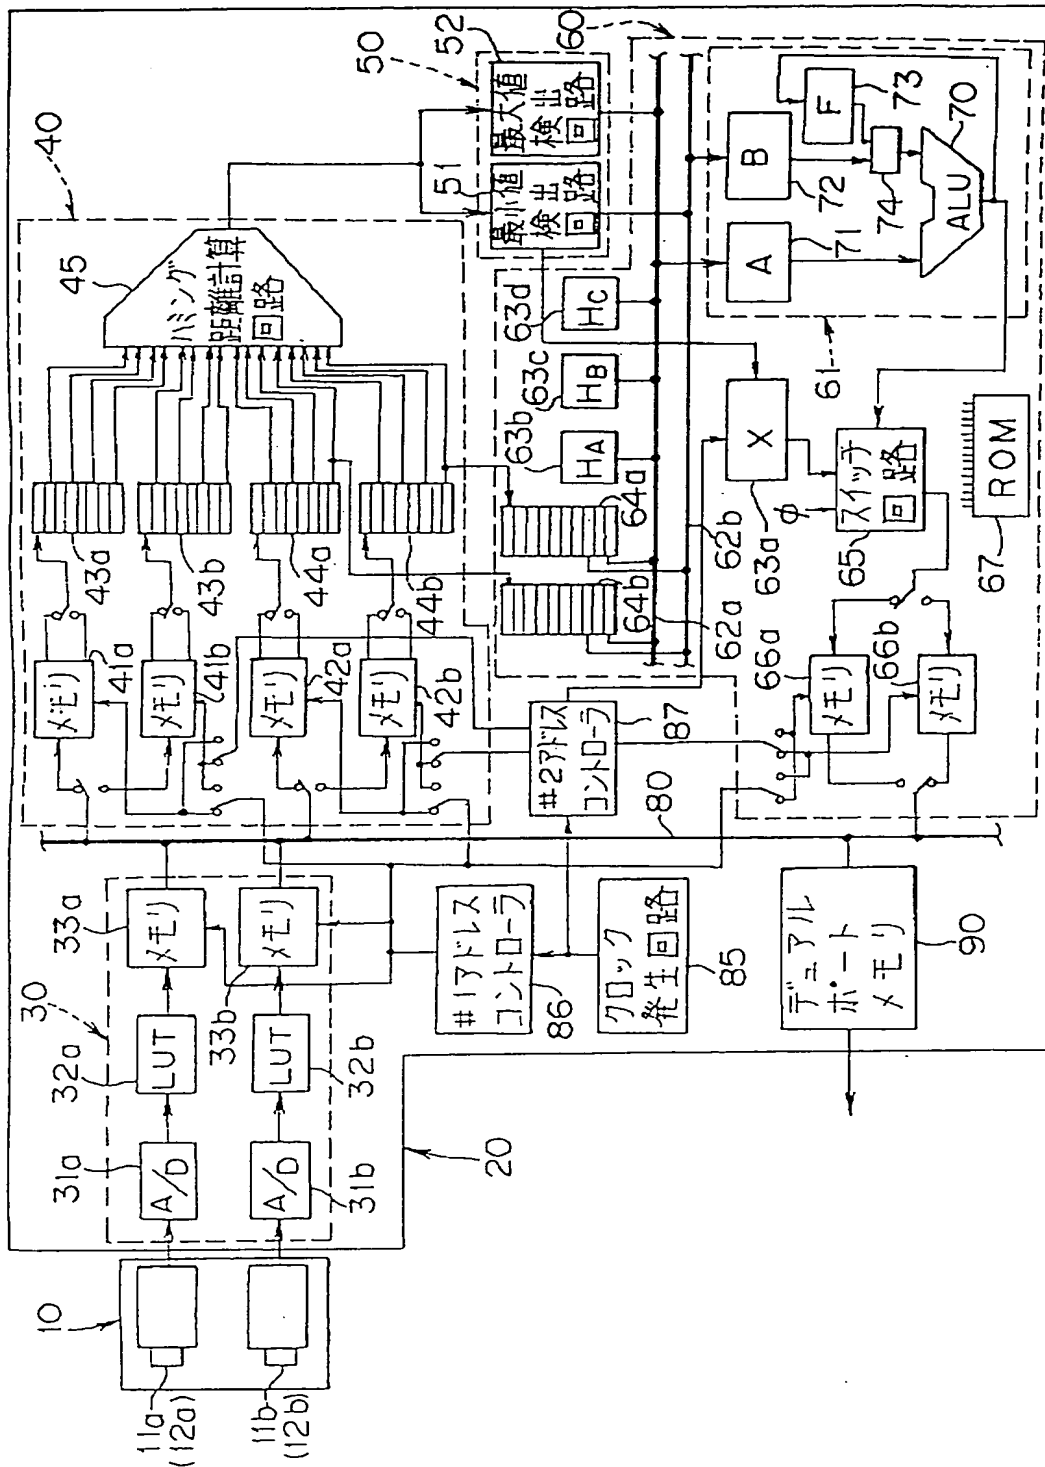 10
11a
(12a)
11b
(12b)
20
30
31a
A/D
31b
A/D
32a
LUT
32b
LUT
33a
メモリ
33b
メモリ
40
41a
メモリ
41b
メモリ
42a
メモリ
42b
メモリ
43a
43b
44a
44b
45
ハミング
距離計算
回路
50
51
最小値
検出路
回
52
最大値
検出路
回
60
61
62a
62b
63a
X
63b
HA
63c
HB
63d
HC
64a
64b
65
スイッチ
回路
φ
66a
メモリ
66b
メモリ
67
ROM
70
ALU
71
A
72
B
73
F
74
80
85
クロック
発生回路
86
#1アドレス
コントローラ
87
#2アドレス
コントローラ
90
デュアル
ポート
メモリ